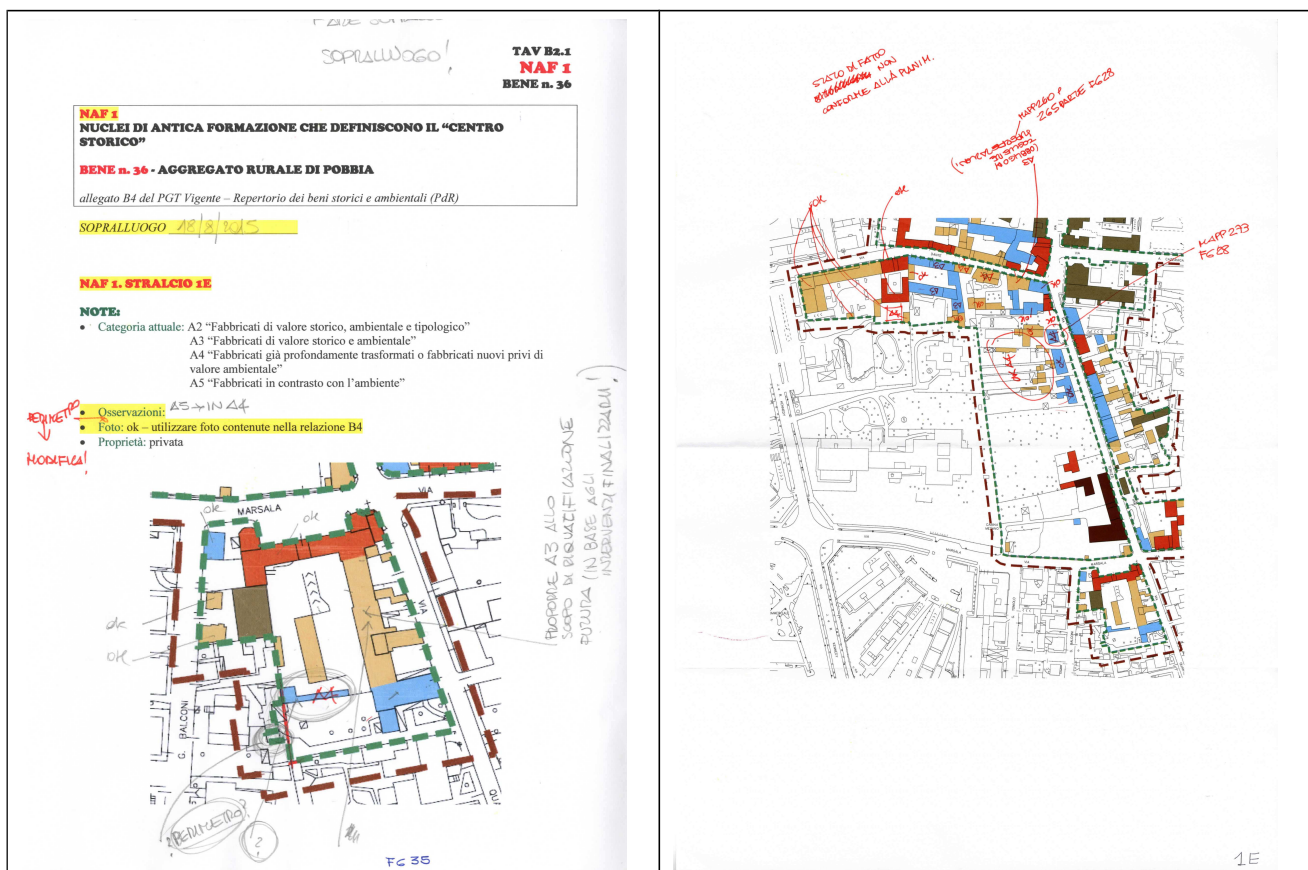 SOPRALLUOGO!
TAV B2.1
NAF 1
BENE n. 36
NAF 1
NUCLEI DI ANTICA FORMAZIONE CHE DEFINISCONO IL “CENTRO
STORICO”
BENE n. 36 - AGGREGATO RURALE DI POBBIA
allegato B4 del PGT Vigente – Repertorio dei beni storici e ambientali (PdR)
SOPRALLUOGO 18/8/2015
NAF 1. STRALCIO 1E
NOTE:
• Categoria attuale: A2 “Fabbricati di valore storico, ambientale e tipologico”
A3 “Fabbricati di valore storico e ambientale”
A4 “Fabbricati già profondamente trasformati o fabbricati nuovi privi di
valore ambientale”
A5 “Fabbricati in contrasto con l’ambiente”
• Osservazioni: A5→IN A4
• Foto: ok – utilizzare foto contenute nella relazione B4
• Proprietà: privata
PERIMETRO
MODIFICA!
PROPORRE A3 ALLO
SCOPO DI RIQUALIFICAZIONE
FUTURA (IN BASE AGLI
INTERVENTI FINALIZZATI!)
MARSALA
VIA
ok
ok
ok
OK
VIA
G. BALCONI
PERIMETRO?
?
FG 35
STATO DI FATTO
NON
CONFORME ALLA PLANIM.
MAPP 260 P
265 PARTE FG 28
A3
OK
OK
MAPP 293
FG 28
MARSALA
VIA
MARSALA
1E